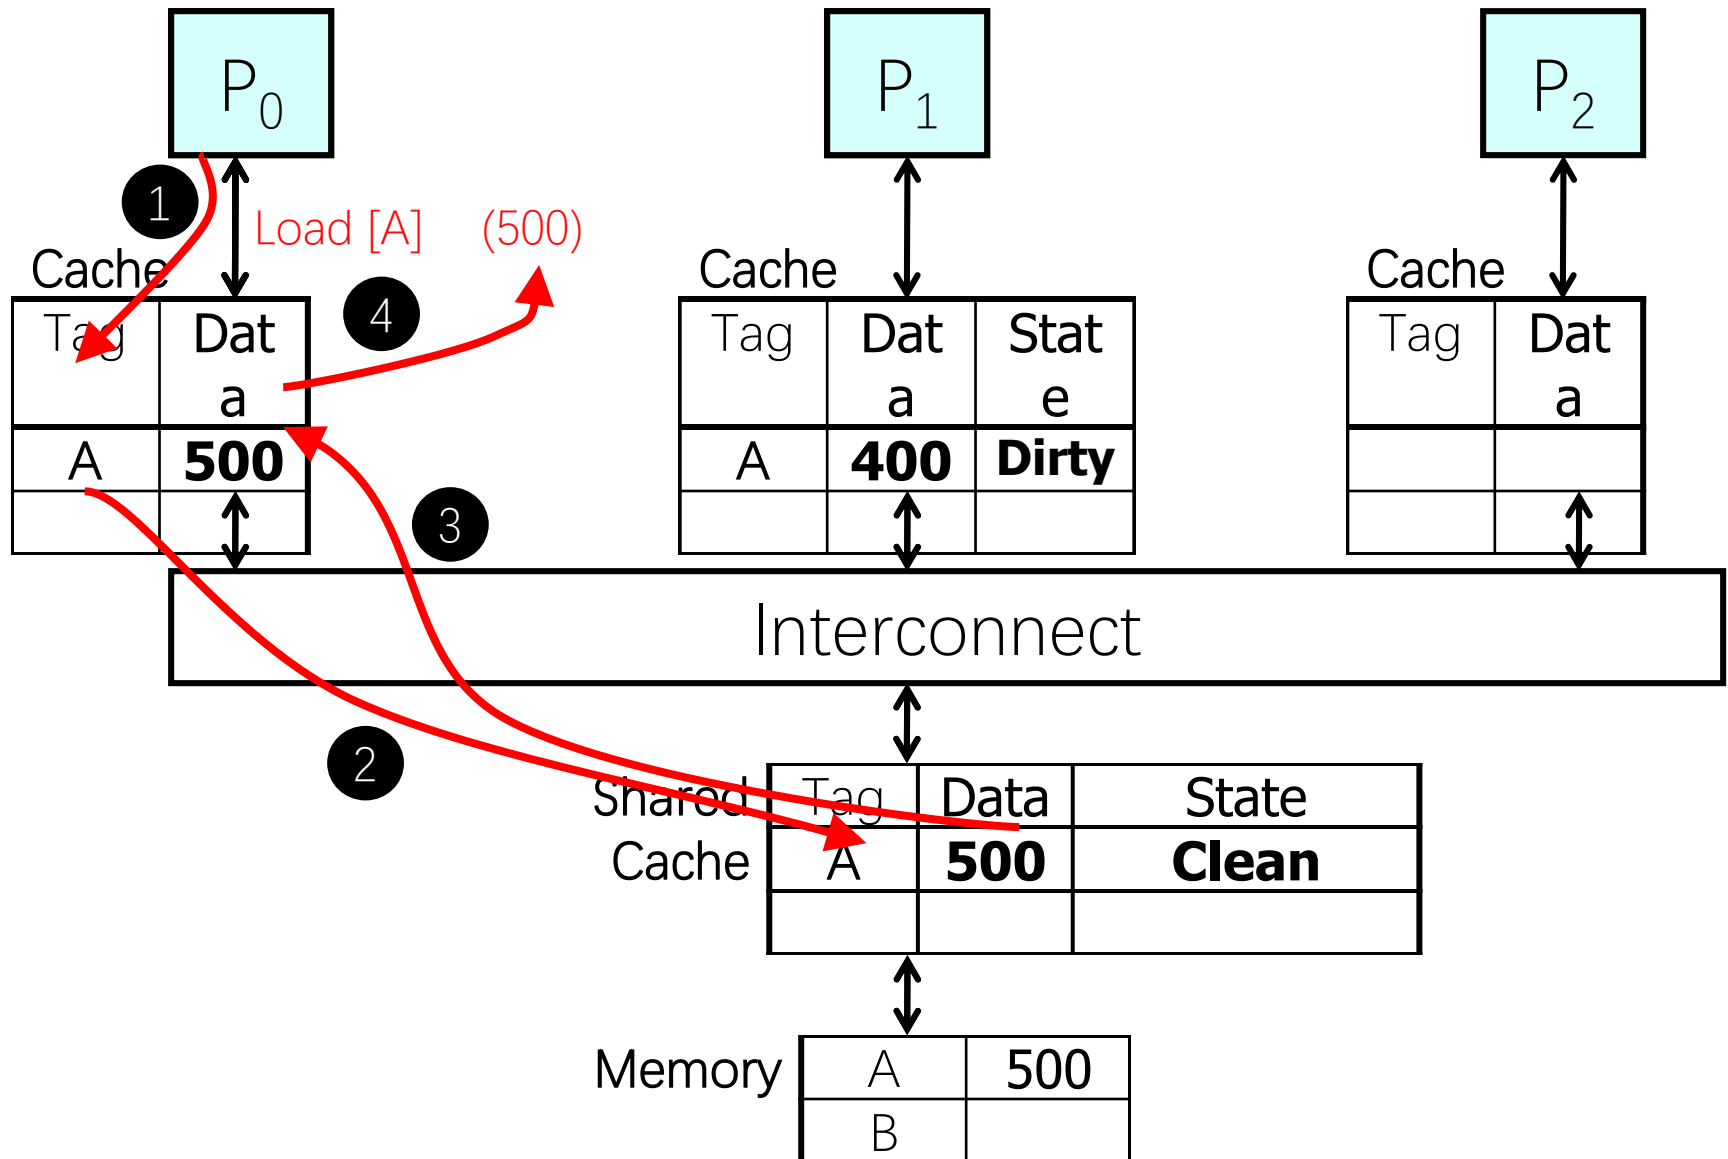 P0
P1
P2
1
Load [A] (500)
Cache
Cache
Cache
4
Tag
Dat
a
Tag
Dat
a
Stat
e
Tag
Dat
a
A
500
A
400
Dirty
3
Interconnect
2
Shared
Cache
Tag
Data
State
A
500
Clean
Memory
A
500
B